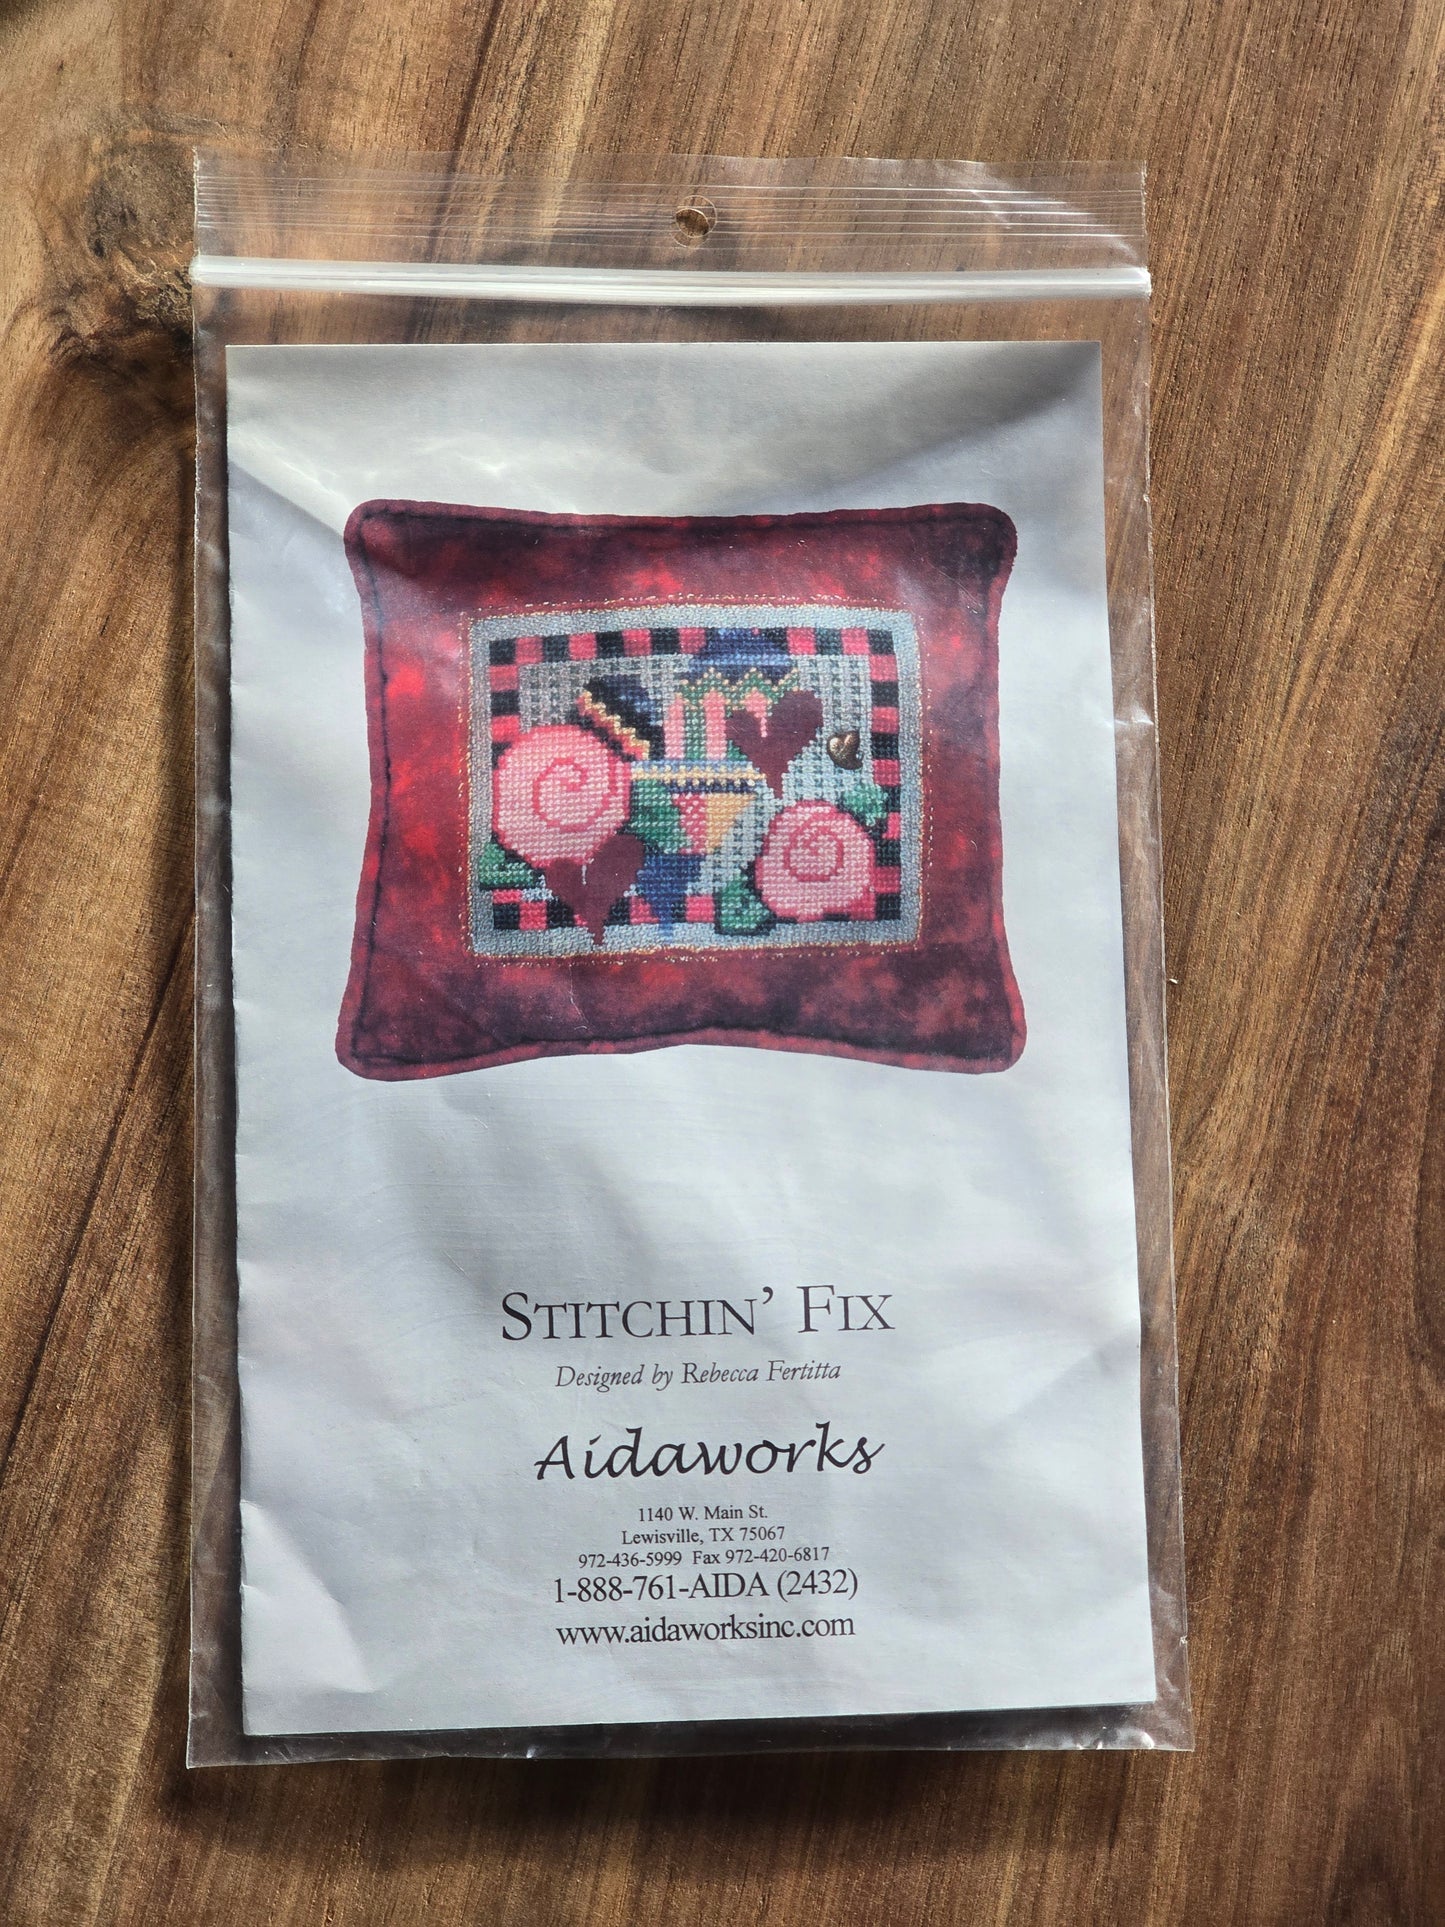 STITCHIN' FIX
Designed by Rebecca Fertitta
Aidaworks
1140 W. Main St.
Lewisville, TX 75067
972-436-5999 Fax 972-420-6817
1-888-761-AIDA (2432)
www.aidaworksinc.com